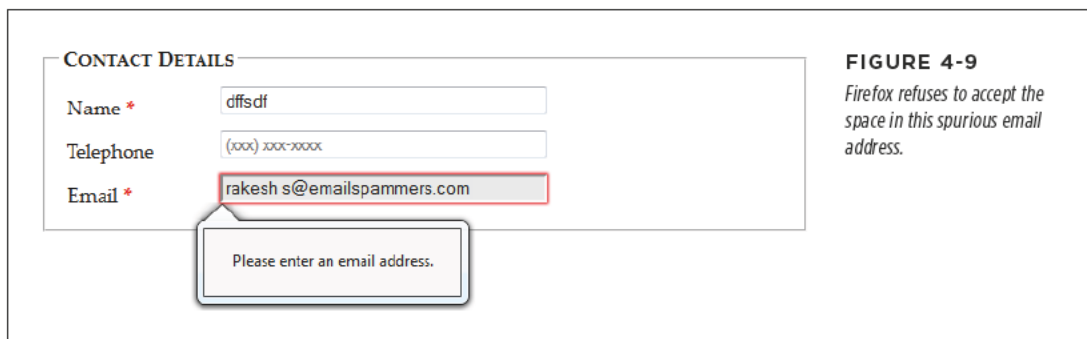 CONTACT DETAILS
Name *
dffsdf
Telephone
(xxx) xxx-xxxx
Email *
rakesh s@emailspammers.com
Please enter an email address.
FIGURE 4-9
Firefox refuses to accept the
space in this spurious email
address.